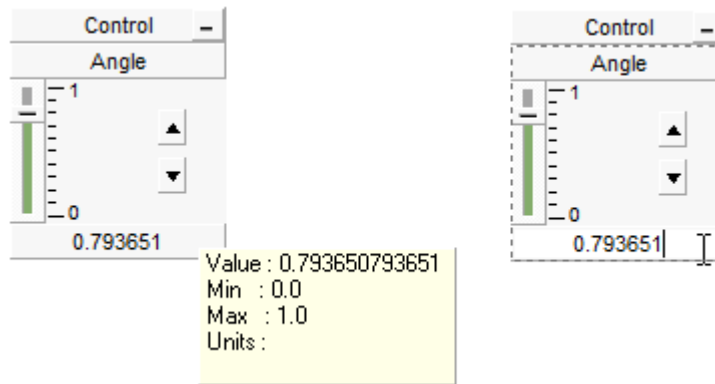 Control
Angle
1
0
0.793651
Value : 0.793650793651
Min : 0.0
Max : 1.0
Units :
Control
Angle
1
0
0.793651